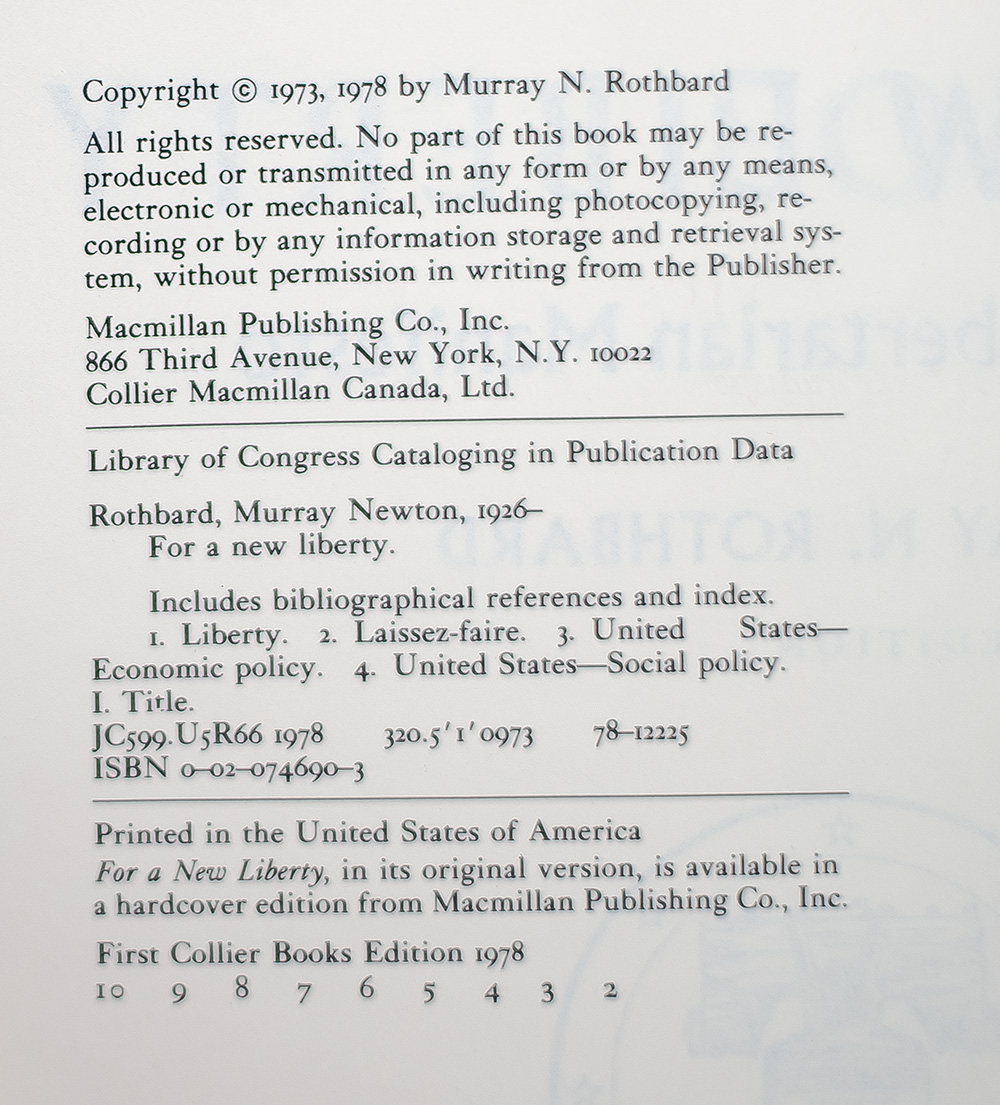 Copyright © 1973, 1978 by Murray N. Rothbard
All rights reserved. No part of this book may be re-
produced or transmitted in any form or by any means,
electronic or mechanical, including photocopying, re-
cording or by any information storage and retrieval sys-
tem, without permission in writing from the Publisher.
Macmillan Publishing Co., Inc.
866 Third Avenue, New York, N.Y. 10022
Collier Macmillan Canada, Ltd.
Library of Congress Cataloging in Publication Data
Rothbard, Murray Newton, 1926–
For a new liberty.
Includes bibliographical references and index.
1. Liberty. 2. Laissez-faire. 3. United States—
Economic policy. 4. United States—Social policy.
I. Title.
JC599.U5R66 1978 320.5′1′0973 78–12225
ISBN 0–02–074690–3
Printed in the United States of America
For a New Liberty, in its original version, is available in
a hardcover edition from Macmillan Publishing Co., Inc.
First Collier Books Edition 1978
10 9 8 7 6 5 4 3 2